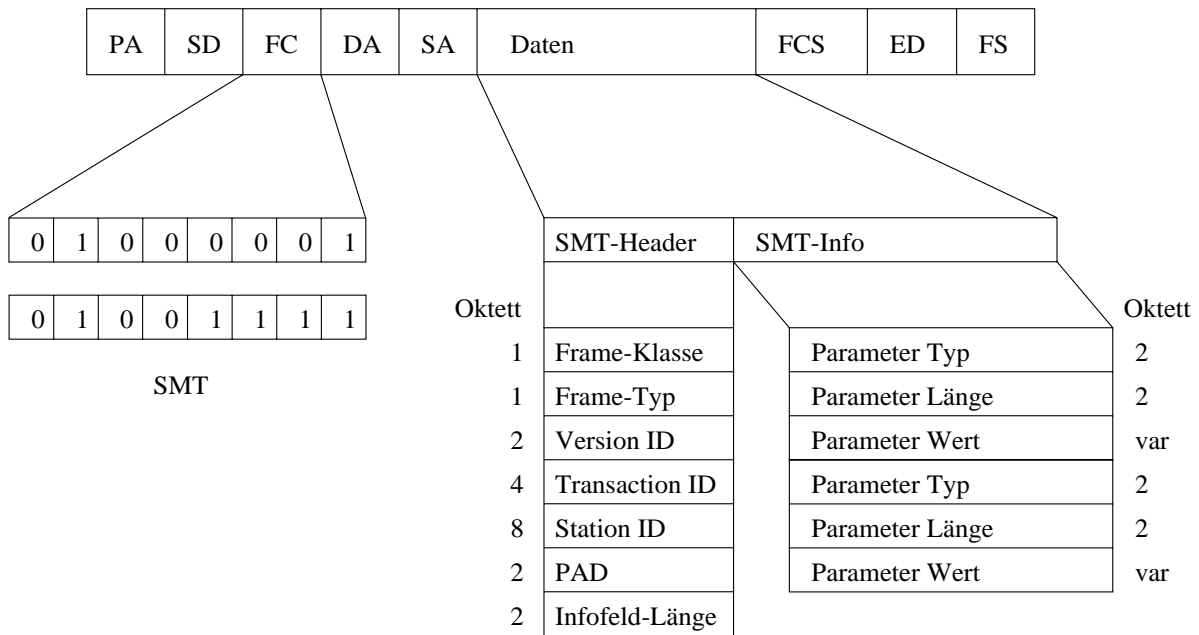 PA SD FC DA SA Daten FCS ED FS
0 1 0 0 0 0 0 1
SMT-Header SMT-Info
0 1 0 0 1 1 1 1
SMT
Oktett Oktett
1 Frame-Klasse Parameter Typ 2
1 Frame-Typ Parameter Länge 2
2 Version ID Parameter Wert var
4 Transaction ID Parameter Typ 2
8 Station ID Parameter Länge 2
2 PAD Parameter Wert var
2 Infofeld-Länge